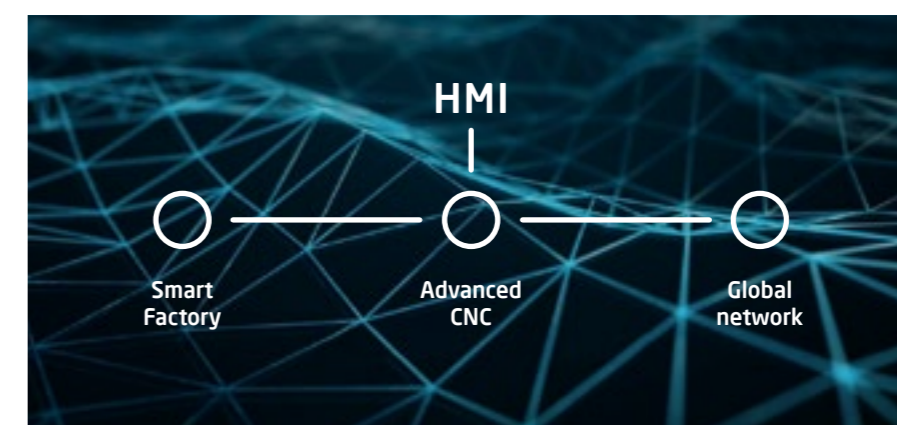 HMI
Smart
Factory
Advanced
CNC
Global
network